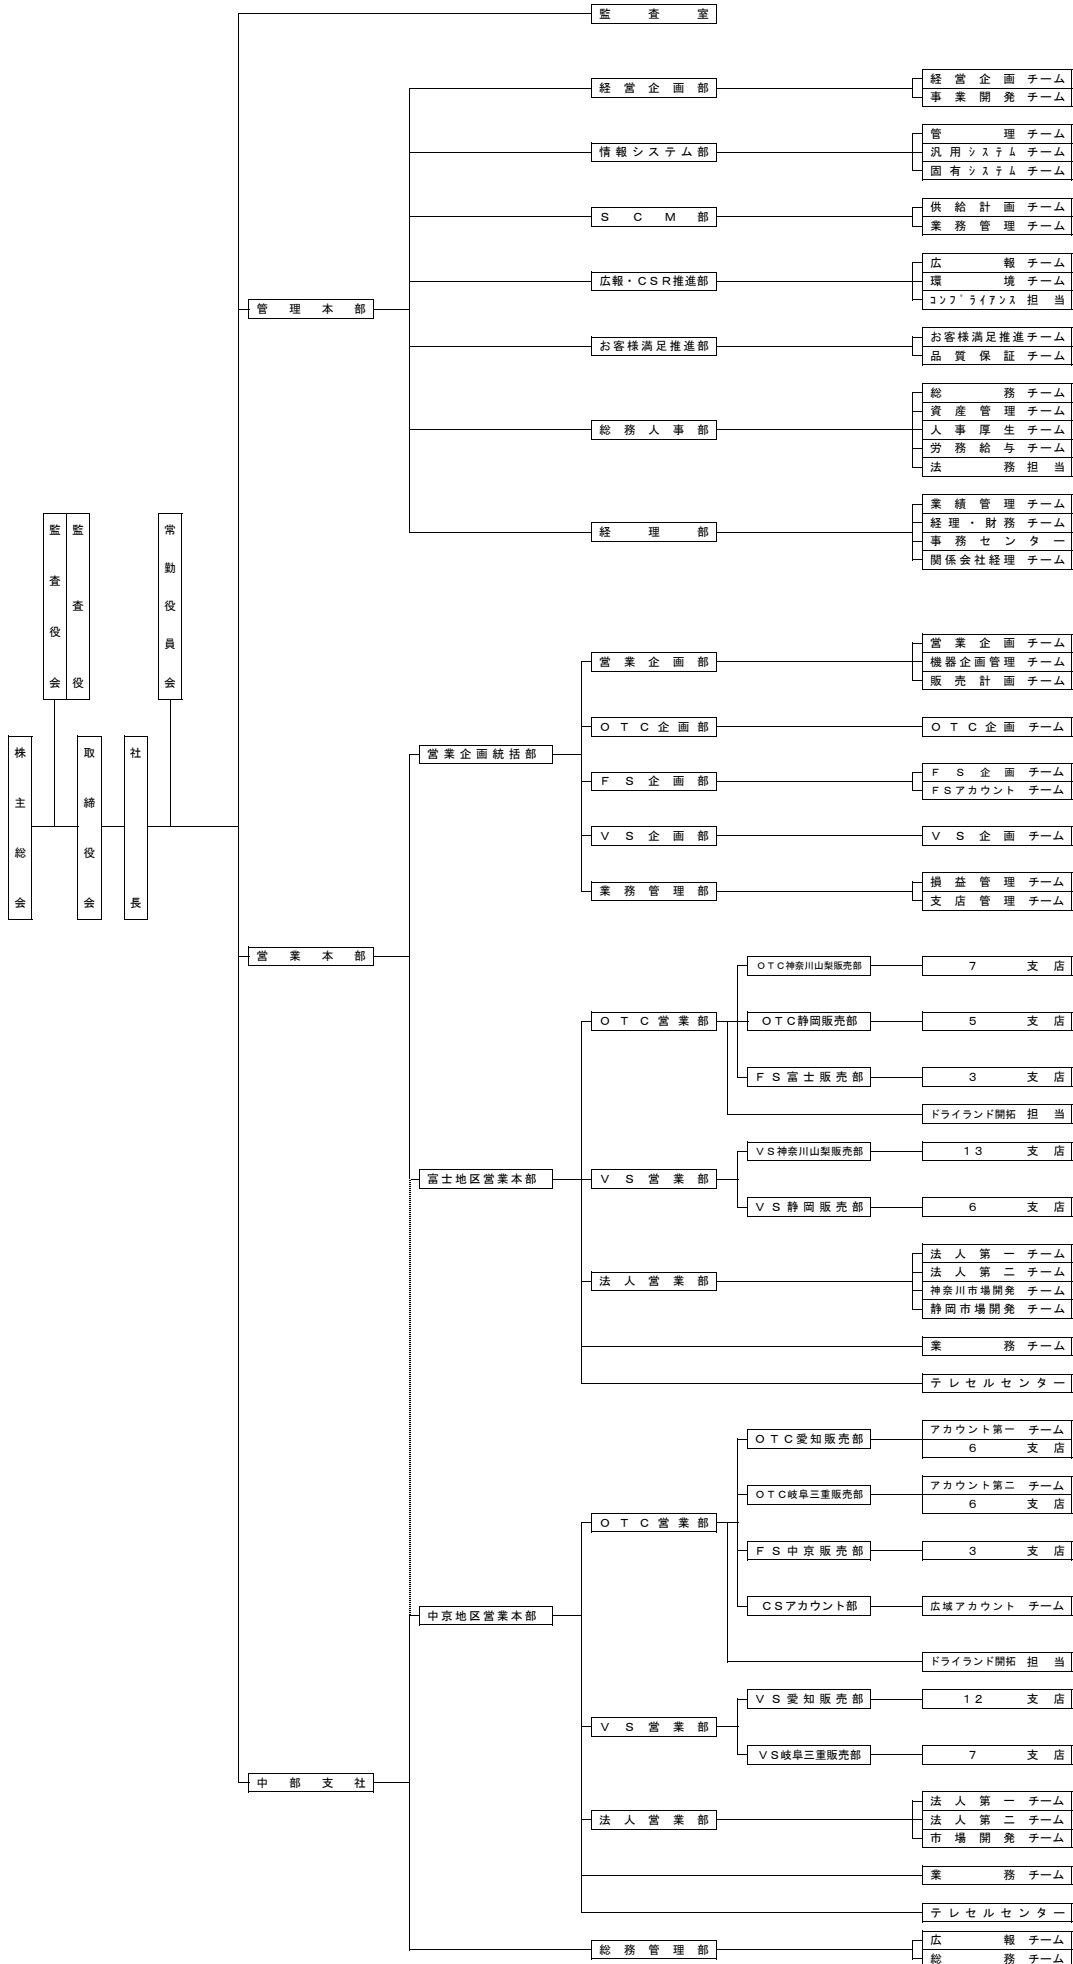 監査室
経営企画部
経営企画 チーム
事業開発 チーム
情報システム部
管理 チーム
汎用システム チーム
固有システム チーム
SCM部
供給計画 チーム
業務管理 チーム
広報・CSR推進部
広報 チーム
環境 チーム
コンプライアンス 担当
管理本部
お客様満足推進部
お客様満足推進チーム
品質保証 チーム
総務人事部
総務 チーム
資産管理 チーム
人事厚生 チーム
労務給与 チーム
法務 担当
経理部
業績管理 チーム
経理・財務 チーム
事務センター
関係会社経理 チーム
監査役会
監査役
常勤役員会
株主総会
取締役会
社長
営業企画統括部
営業企画部
営業企画 チーム
機器企画管理 チーム
販売計画 チーム
OTC企画部
OTC企画 チーム
FS企画部
FS企画 チーム
FSアカウント チーム
VS企画部
VS企画 チーム
業務管理部
損益管理 チーム
支店管理 チーム
営業本部
富士地区営業本部
OTC営業部
OTC神奈川山梨販売部
7 支店
OTC静岡販売部
5 支店
FS富士販売部
3 支店
ドライランド開拓 担当
VS営業部
VS神奈川山梨販売部
13 支店
VS静岡販売部
6 支店
法人営業部
法人第一 チーム
法人第二 チーム
神奈川市場開発 チーム
静岡市場開発 チーム
業務 チーム
テレセルセンター
中京地区営業本部
OTC営業部
OTC愛知販売部
アカウント第一 チーム
6 支店
OTC岐阜三重販売部
アカウント第二 チーム
6 支店
FS中京販売部
3 支店
CSアカウント部
広域アカウント チーム
ドライランド開拓 担当
VS営業部
VS愛知販売部
12 支店
VS岐阜三重販売部
7 支店
中部支社
法人営業部
法人第一 チーム
法人第二 チーム
市場開発 チーム
業務 チーム
テレセルセンター
総務管理部
広報 チーム
総務 チーム